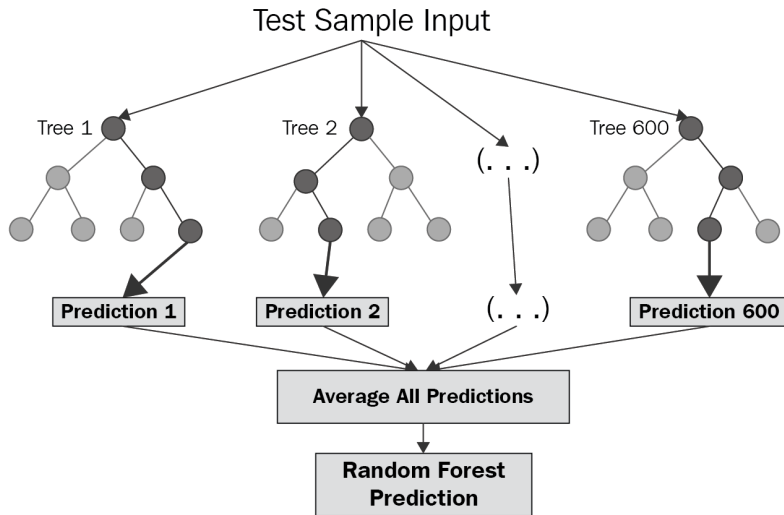 Test Sample Input
Tree 1
Tree 2
Tree 600
(. . .)
Prediction 1
Prediction 2
(. . .)
Prediction 600
Average All Predictions
Random Forest
Prediction